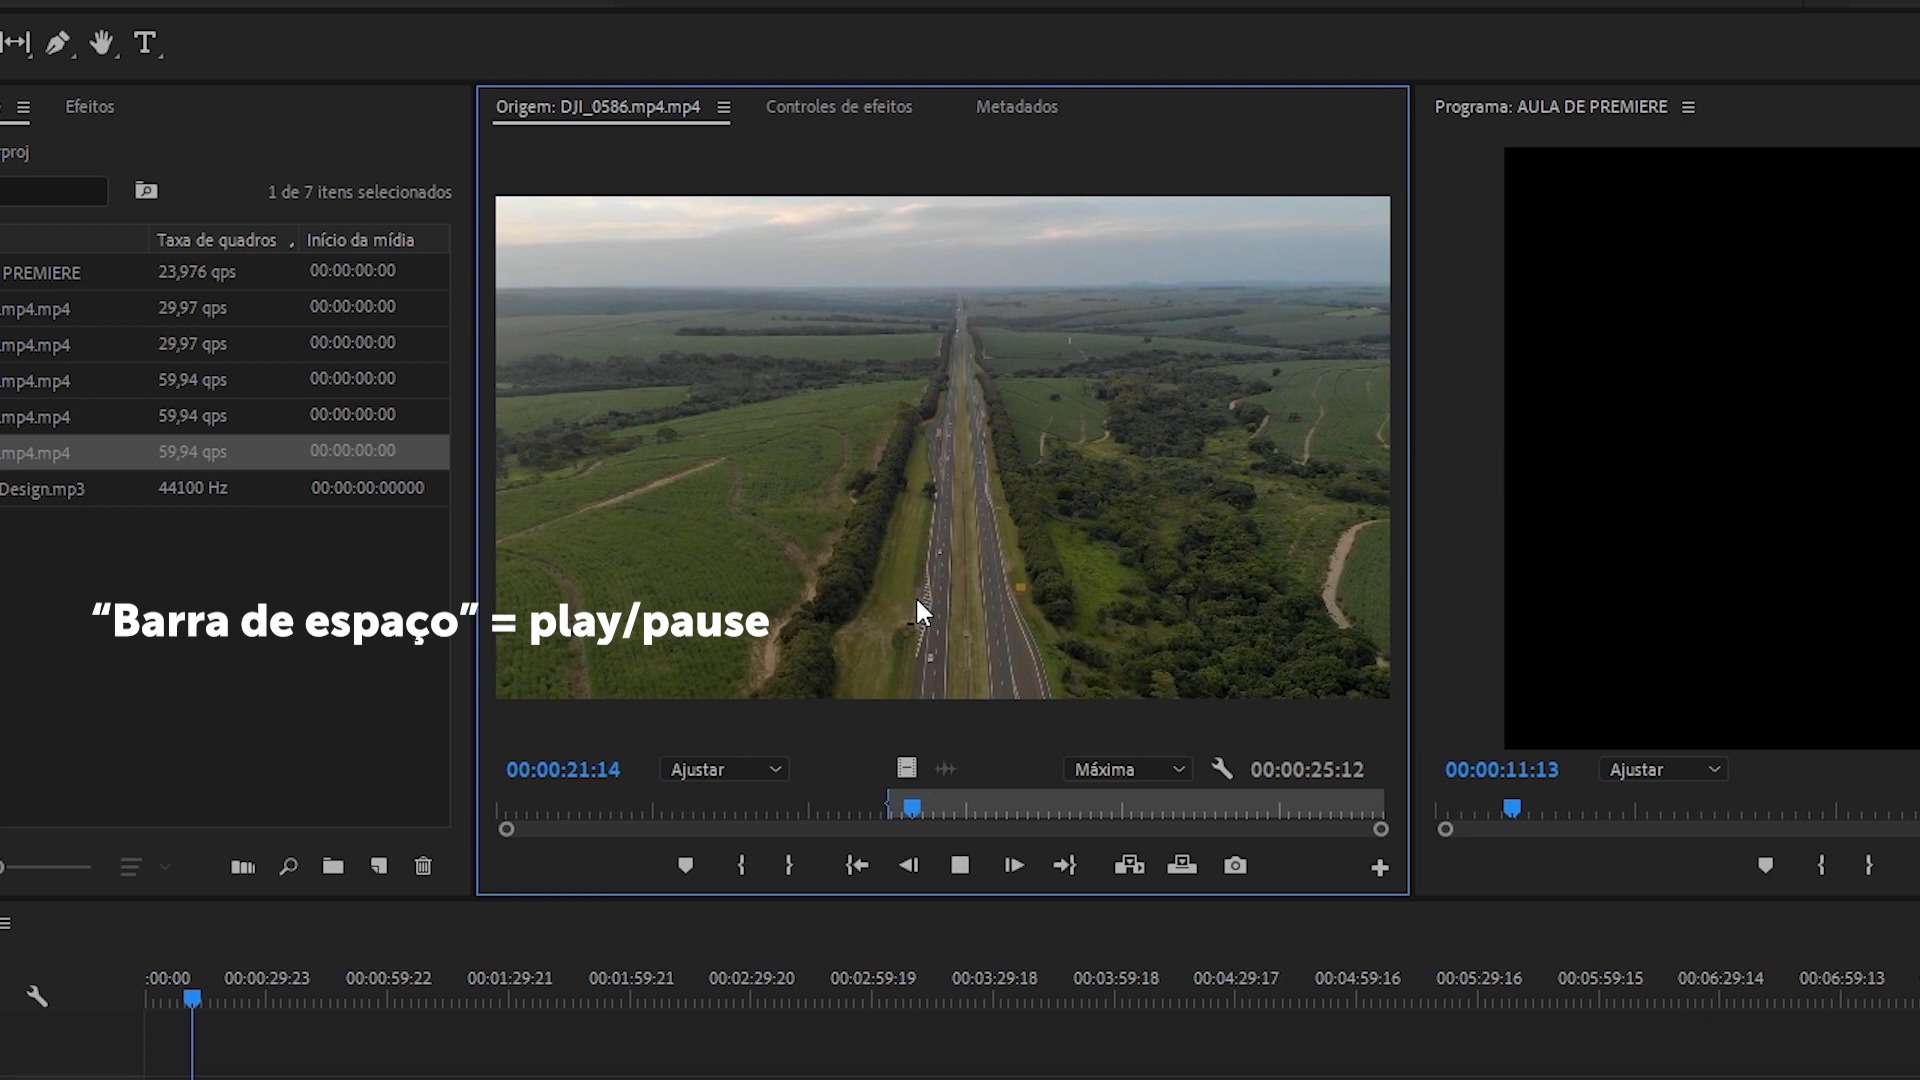 T
Efeitos
Origem: DJI_0586.mp4.mp4
Controles de efeitos
Metadados
Programa: AULA DE PREMIERE
rproj
1 de 7 itens selecionados
Taxa de quadros
Início da mídia
PREMIERE 23,976 qps 00:00:00:00
.mp4.mp4 29,97 qps 00:00:00:00
.mp4.mp4 29,97 qps 00:00:00:00
.mp4.mp4 59,94 qps 00:00:00:00
.mp4.mp4 59,94 qps 00:00:00:00
.mp4.mp4 59,94 qps 00:00:00:00
Design.mp3 44100 Hz 00:00:00:00000
“Barra de espaço” = play/pause
00:00:21:14
Ajustar
Máxima
00:00:25:12
00:00:11:13
Ajustar
:00:00 00:00:29:23 00:00:59:22 00:01:29:21 00:01:59:21 00:02:29:20 00:02:59:19 00:03:29:18 00:03:59:18 00:04:29:17 00:04:59:16 00:05:29:16 00:05:59:15 00:06:29:14 00:06:59:13